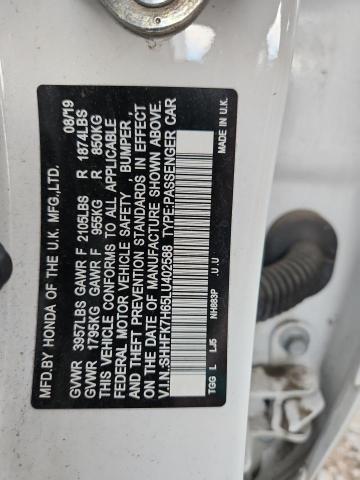 MFD.BY HONDA OF THE U.K. MFG.,LTD. 08/19
GVWR 3957LBS GAWR F 2105LBS R 1874LBS
GVWR 1795KG GAWR F 955KG R 850KG
THIS VEHICLE CONFORMS TO ALL APPLICABLE
FEDERAL MOTOR VEHICLE SAFETY BUMPER,
AND THEFT PREVENTION STANDARDS IN EFFECT
ON THE DATE OF MANUFACTURE SHOWN ABOVE.
V.I.N.:SHHFK7H65LU402588 TYPE:PASSENGER CAR
NH883P .U .U MADE IN U.K.
TGG L LJ5